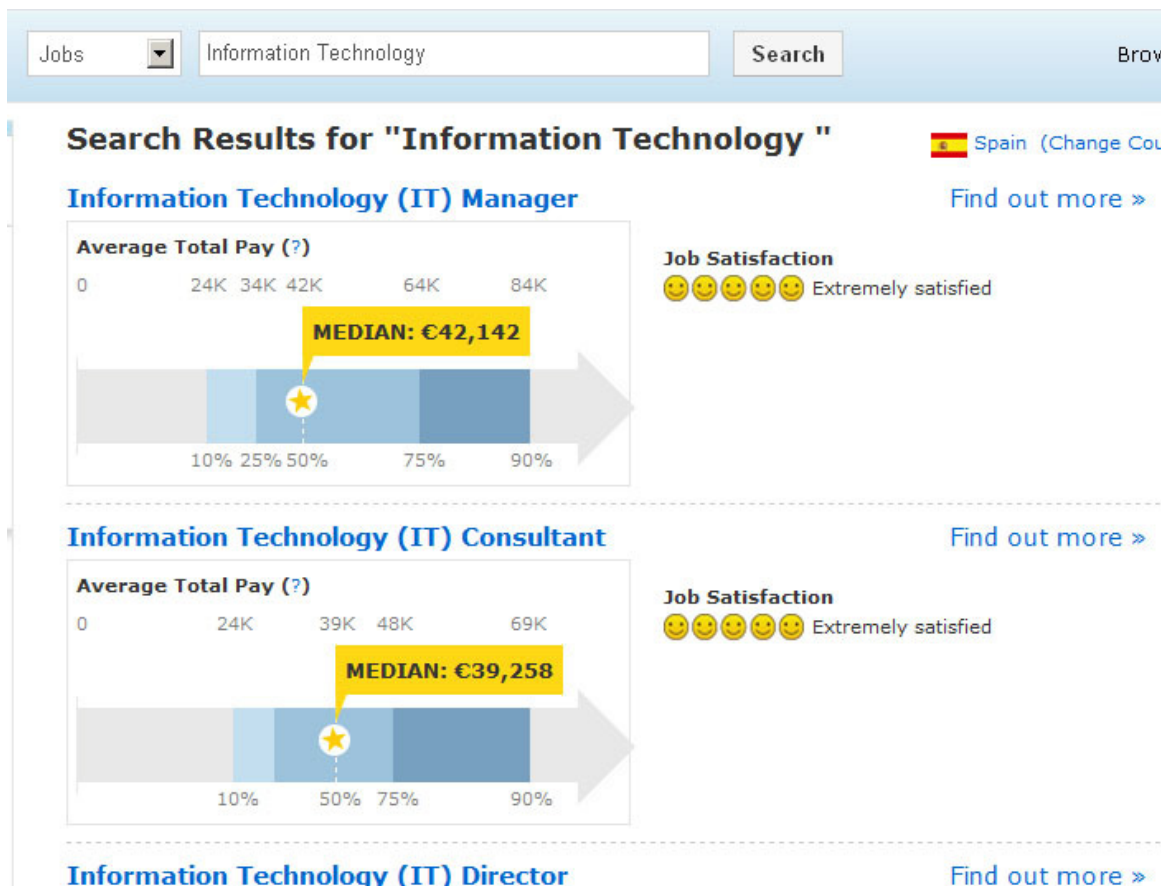 Jobs Information Technology Search Brow
Search Results for "Information Technology " Spain (Change Cou
Information Technology (IT) Manager Find out more »
Average Total Pay (?)
Job Satisfaction
0 24K 34K 42K 64K 84K
Extremely satisfied
MEDIAN: €42,142
10% 25% 50% 75% 90%
Information Technology (IT) Consultant Find out more »
Average Total Pay (?)
Job Satisfaction
0 24K 39K 48K 69K
Extremely satisfied
MEDIAN: €39,258
10% 50% 75% 90%
Information Technology (IT) Director Find out more »